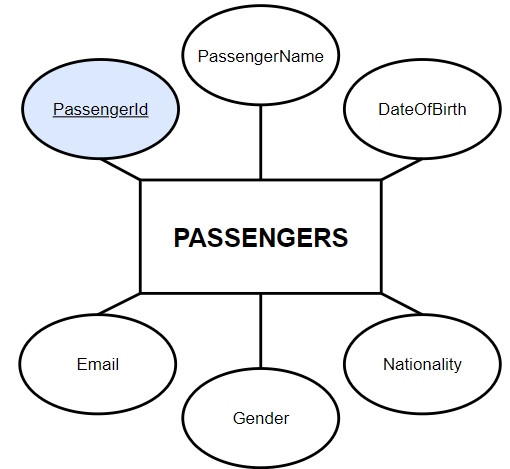 PassengerName
PassengerId
DateOfBirth
PASSENGERS
Email
Nationality
Gender